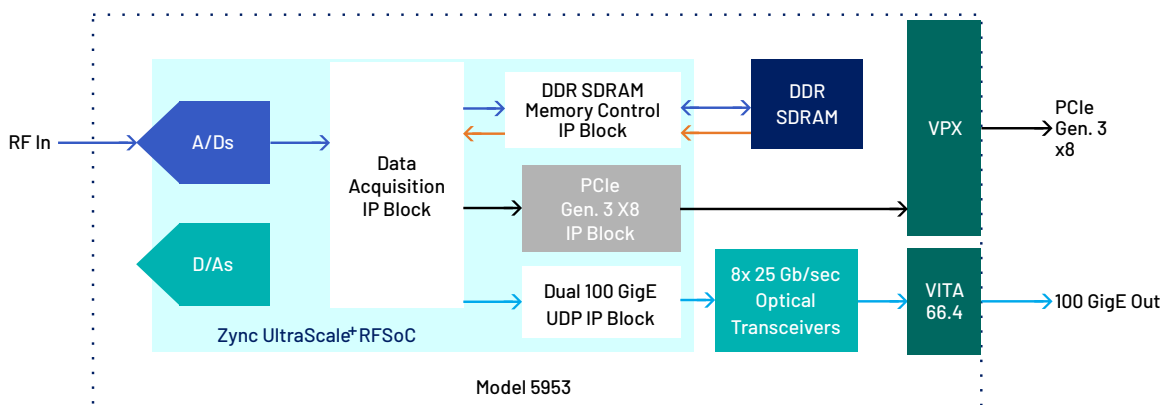 RF In
A/Ds
D/As
Data
Acquisition
IP Block
DDR SDRAM
Memory Control
IP Block
PCIe
Gen. 3 X8
IP Block
Dual 100 GigE
UDP IP Block
Zync UltraScale+ RFSoC
DDR
SDRAM
8x 25 Gb/sec
Optical
Transceivers
VPX
VITA
66.4
PCIe
Gen. 3
x8
100 GigE Out
Model 5953